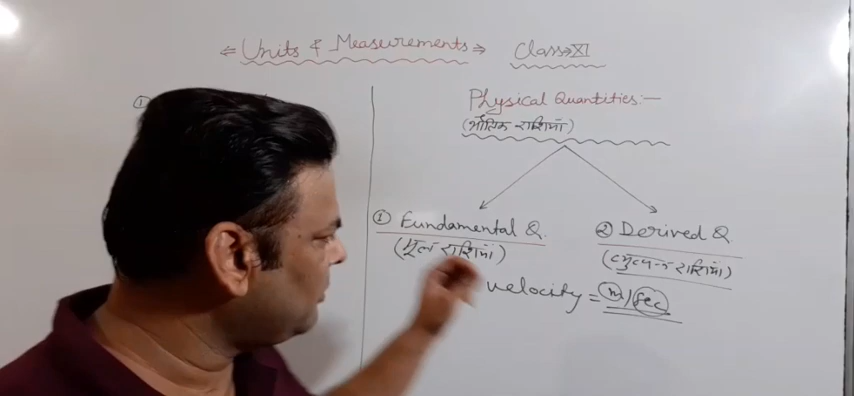 ⇐ Units & Measurements ⇒ Class → XI
①
Physical Quantities:—
(भौतिक राशियाँ)
① Fundamental Q.
(मूल राशियाँ)
② Derived Q
(व्युत्पन्न राशियाँ)
velocity = m/sec